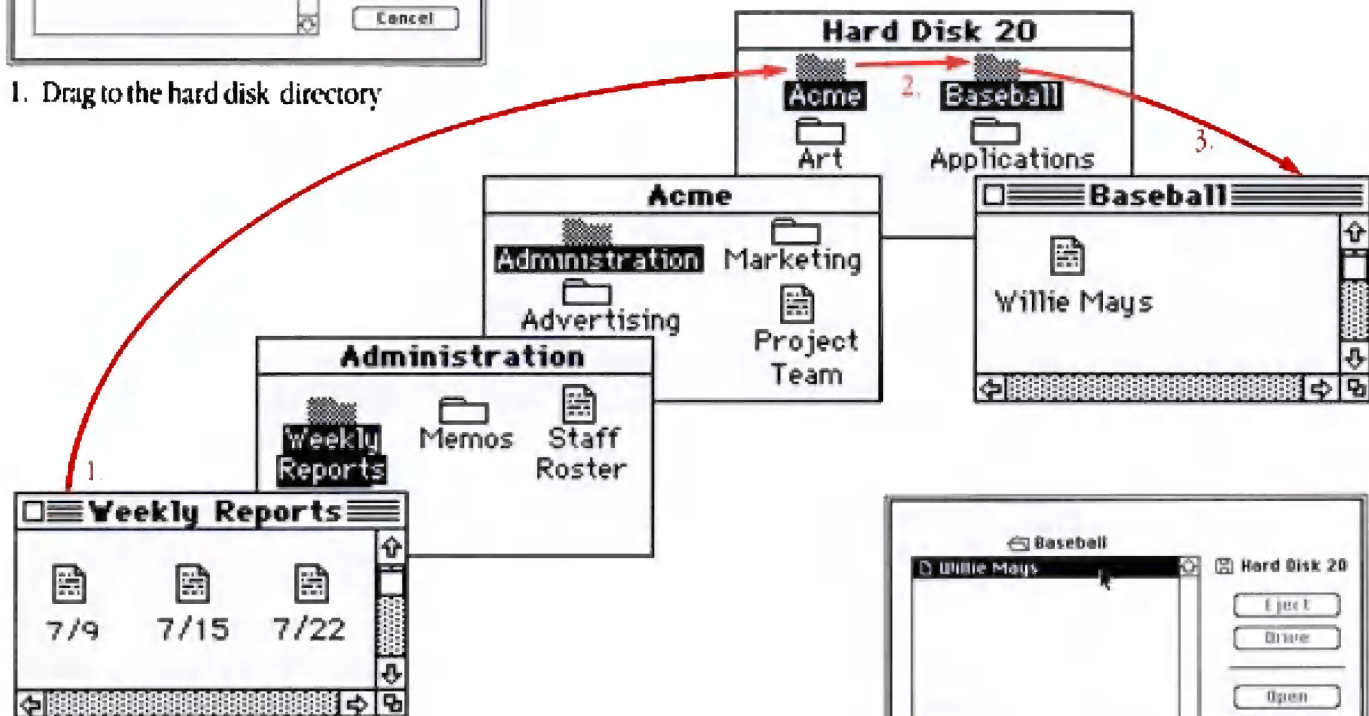 Cancel
1. Drag to the hard disk directory
Hard Disk 20
Acme
2.
Baseball
Art
Applications
3.
Acme
Administration
Marketing
Advertising
Project
Team
Baseball
Willie Mays
Administration
Weekly
Reports
Memos
Staff
Roster
1.
Weekly Reports
7/9
7/15
7/22
Baseball
Willie Mays
Hard Disk 20
Eject
Drive
Open